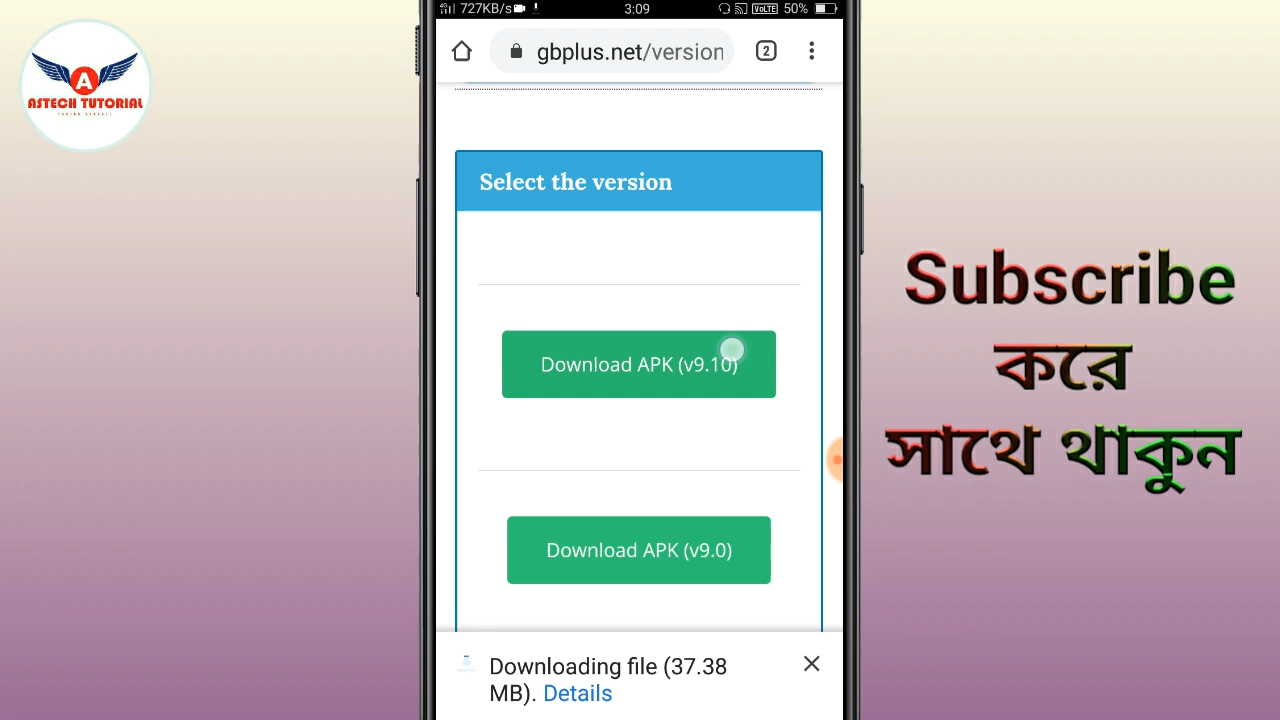 727KB/s
3:09
VoLTE
50%
A
ASTECH TUTORIAL
gbplus.net/version
2
Select the version
Download APK (v9.10)
Download APK (v9.0)
Downloading file (37.38
MB). Details
Subscribe
করে
সাথে থাকুন